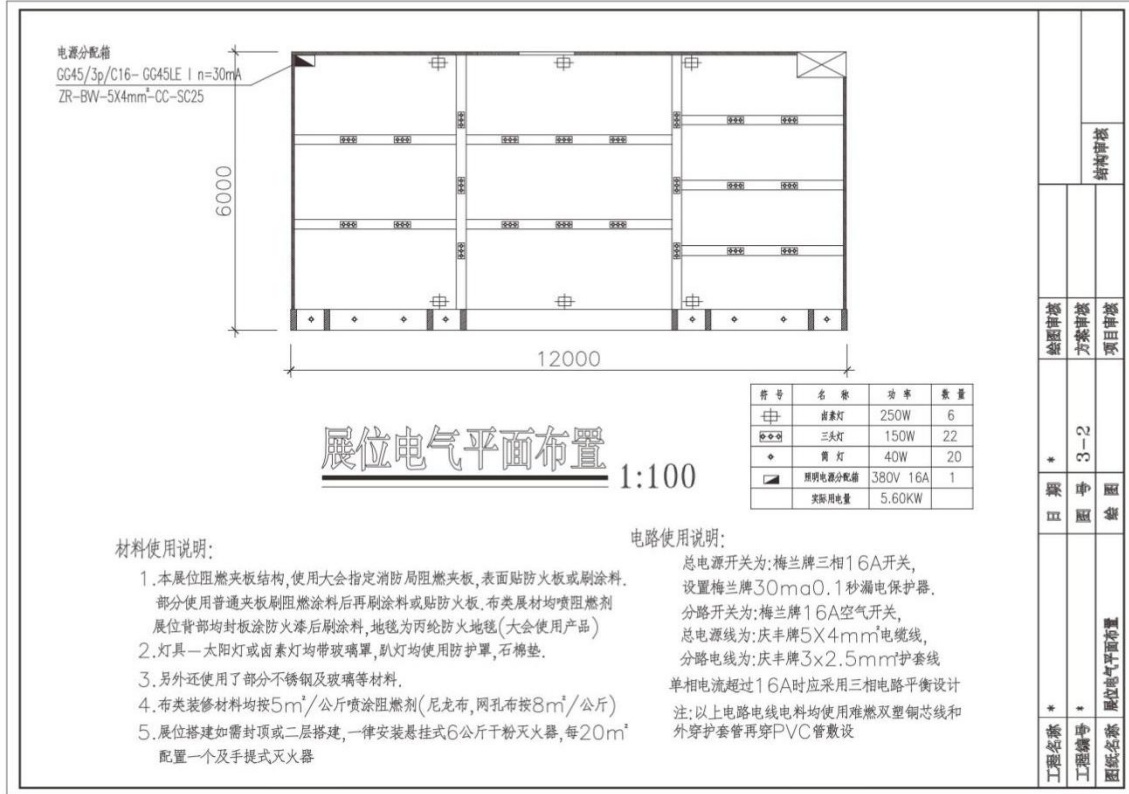 电源分配箱
GG45/3p/C16- GG45LE I n=30mA
ZR-BVV-5X4mm²-CC-SC25
6000
12000
展位电气平面布置
1:100
符 号 名 称 功 率 数 量
卤素灯 250W 6
三头灯 150W 22
筒 灯 40W 20
照明电源分配箱 380V 16A 1
实际用电量 5.60KW
材料使用说明:
1.本展位阻燃夹板结构,使用大会指定消防局阻燃夹板,表面贴防火板或刷涂料.
部分使用普通夹板刷阻燃涂料后再刷涂料或贴防火板.布类展材均喷阻燃剂
展位背部均封板涂防火漆后刷涂料,地毯为丙纶防火地毯(大会使用产品)
2.灯具—太阳灯或卤素灯均带玻璃罩,趴灯均使用防护罩,石棉垫.
3.另外还使用了部分不锈钢及玻璃等材料.
4.布类装修材料均按5m²/公斤喷涂阻燃剂(尼龙布,网孔布按8m²/公斤)
5.展位搭建如需封顶或二层搭建,一律安装悬挂式6公斤干粉灭火器,每20m²
配置一个及手提式灭火器
电路使用说明:
总电源开关为:梅兰牌三相16A开关,
设置梅兰牌30ma0.1秒漏电保护器.
分路开关为:梅兰牌16A空气开关,
总电源线为:庆丰牌5X4mm²电缆线,
分路电线为:庆丰牌3x2.5mm²护套线
单相电流超过16A时应采用三相电路平衡设计
注:以上电路电线电料均使用难燃双塑铜芯线和
外穿护套管再穿PVC管敷设
结构审核
绘图审核
方案审核
项目审核
日 期 *
图 号 3-2
绘 图
工程名称 *
工程编号 *
图纸名称 展位电气平面布置